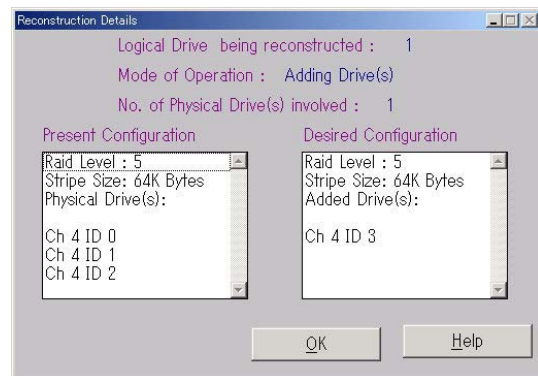 Reconstruction Details
Logical Drive being reconstructed : 1
Mode of Operation : Adding Drive(s)
No. of Physical Drive(s) involved : 1
Present Configuration
Raid Level : 5
Stripe Size: 64K Bytes
Physical Drive(s):
Ch 4 ID 0
Ch 4 ID 1
Ch 4 ID 2
Desired Configuration
Raid Level : 5
Stripe Size: 64K Bytes
Added Drive(s):
Ch 4 ID 3
OK
Help